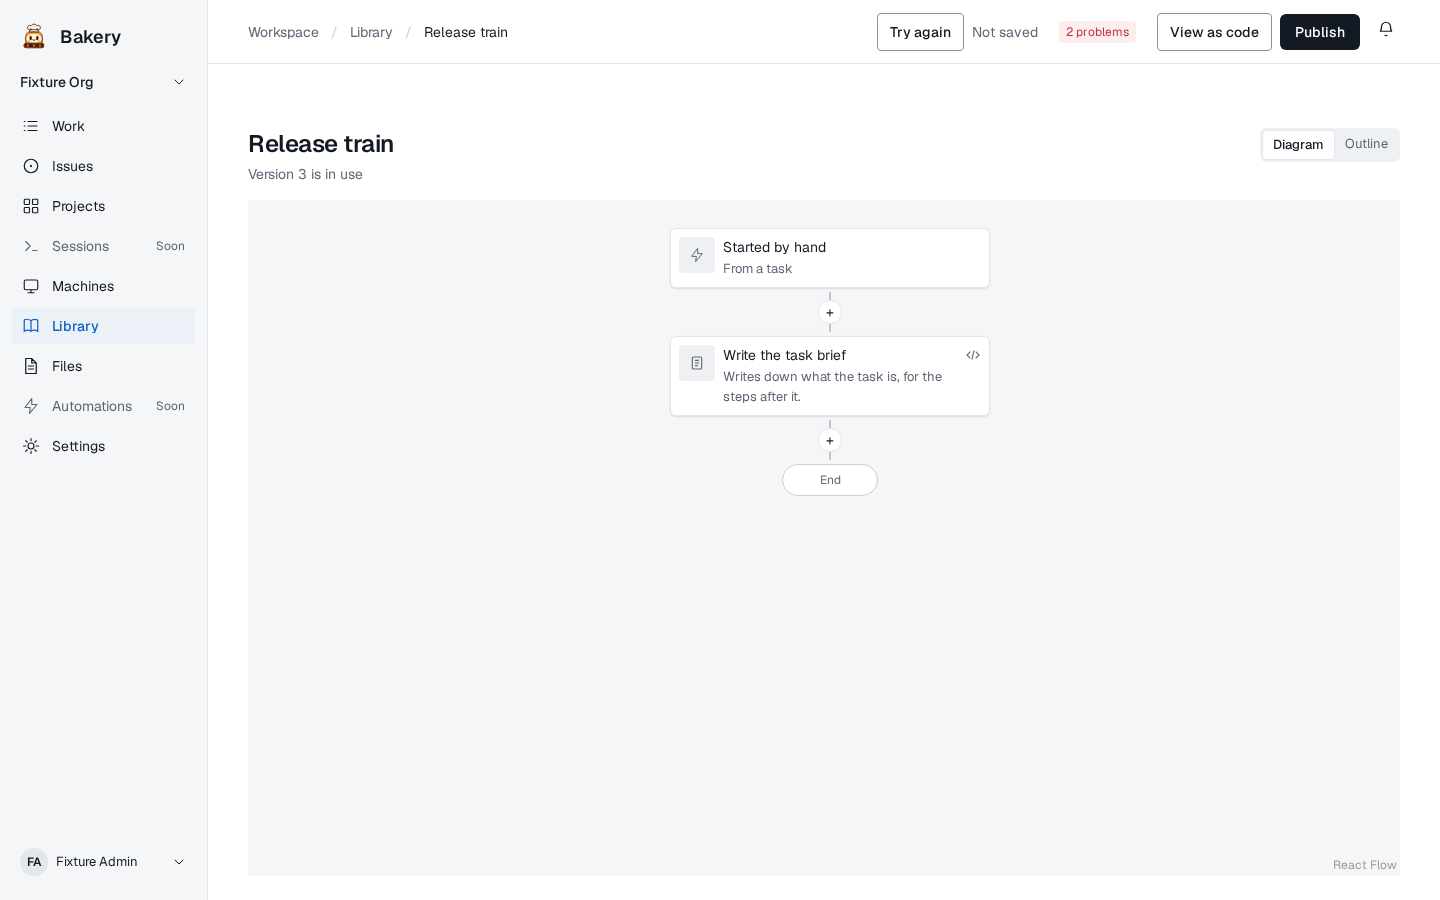 Bakery
Fixture Org
Work
Issues
Projects
Sessions Soon
Machines
Library
Files
Automations Soon
Settings
FA Fixture Admin
Workspace / Library / Release train
Try again Not saved 2 problems View as code Publish
Release train
Version 3 is in use
Diagram Outline
Started by hand
From a task
+
Write the task brief
Writes down what the task is, for the
steps after it.
+
End
React Flow